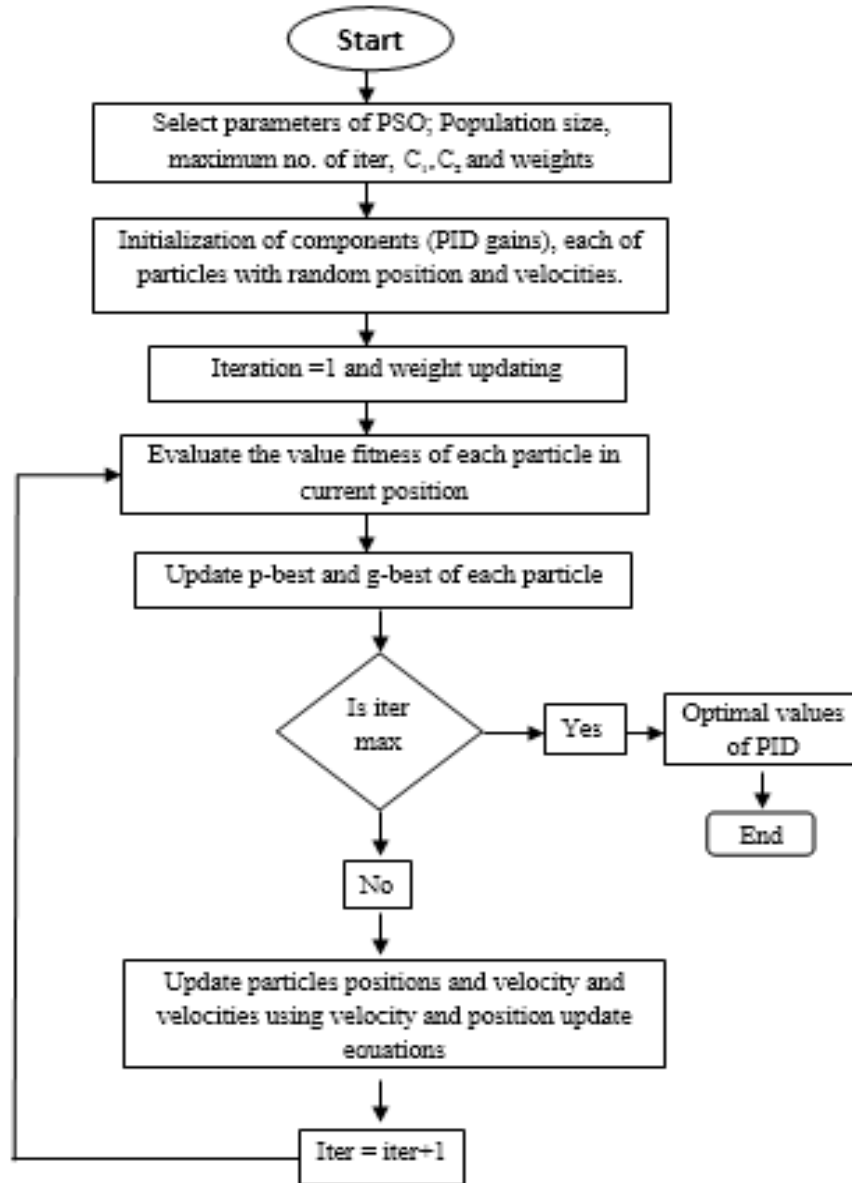 Start
Select parameters of PSO; Population size,
maximum no. of iter, C₁, C₂ and weights
Initialization of components (PID gains), each of
particles with random position and velocities.
Iteration =1 and weight updating
Evaluate the value fitness of each particle in
current position
Update p-best and g-best of each particle
Is iter
max
Yes
Optimal values
of PID
End
No
Update particles positions and velocity and
velocities using velocity and position update
equations
Iter = iter+1